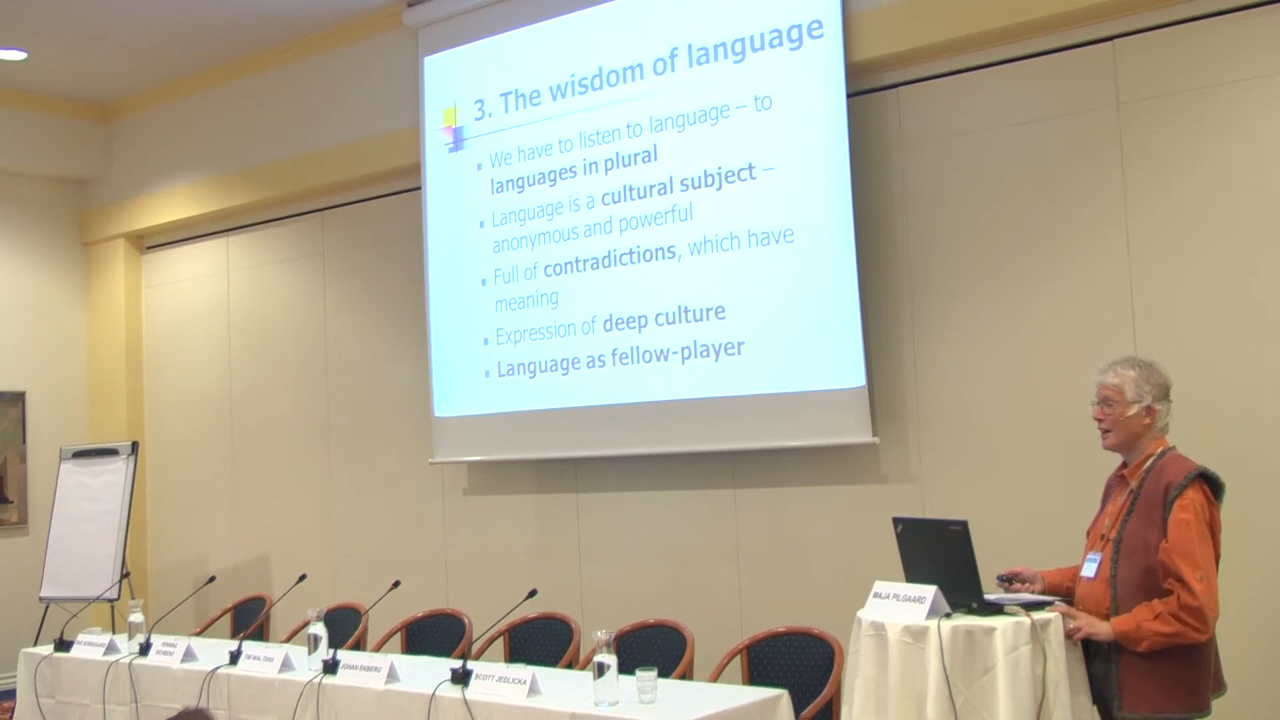 3. The wisdom of language
We have to listen to language – to
languages in plural
Language is a cultural subject –
anonymous and powerful
Full of contradictions, which have
meaning
Expression of deep culture
Language as fellow-player
MAJA PILGAARD
HENNING
EICHBERG
TIM WALTERS
JOHAN EKBERG
SCOTT JEDLICKA